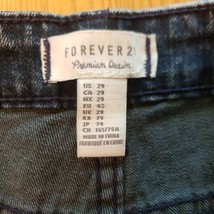 FOREVER 21
Premium Denim
US 29
CA 29
MX 29
EU 42
UK 29
KR 29
JP 29
CN 165/74A
MADE IN CHINA
FABRIQUÉ EN CHINE